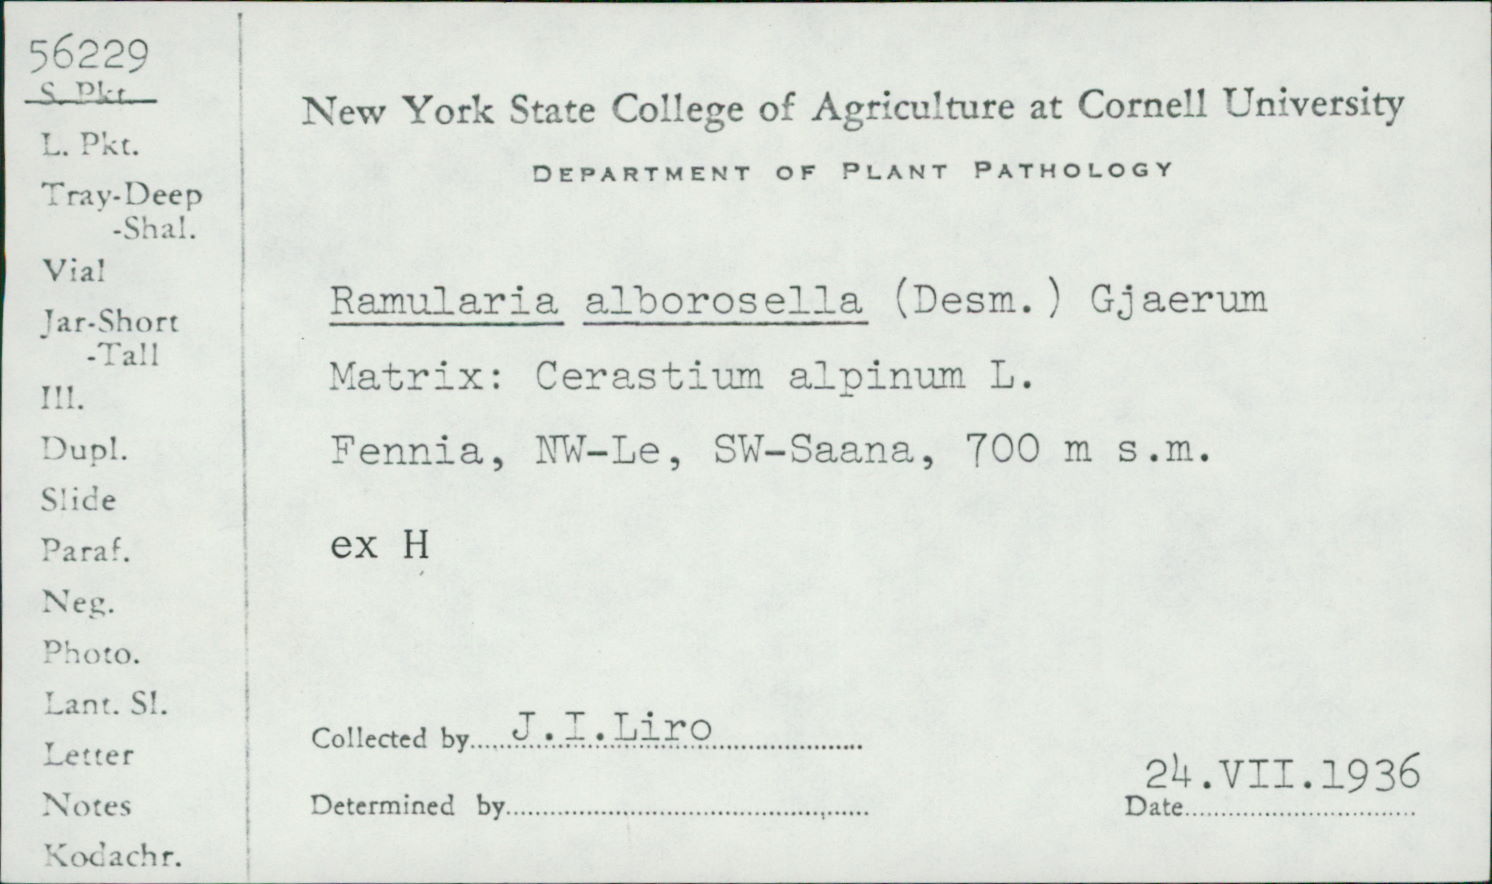 56229
S. Pkt.
L. Pkt.
Tray-Deep
-Shal.
Vial
Jar-Short
-Tall
Ill.
Dupl.
Slide
Paraf.
Neg.
Photo.
Lant. Sl.
Letter
Notes
Kodachr.
New York State College of Agriculture at Cornell University
DEPARTMENT OF PLANT PATHOLOGY
Ramularia alborosella (Desm.) Gjaerum
Matrix: Cerastium alpinum L.
Fennia, NW-Le, SW-Saana, 700 m s.m.
ex H
Collected by J.I.Liro
Determined by
24.VII.1936
Date